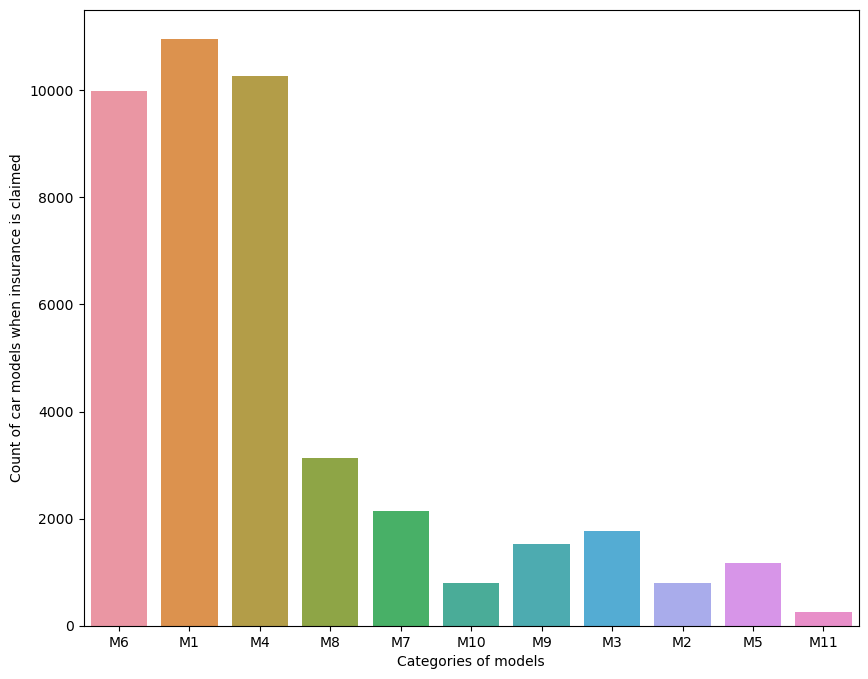 Count of car models when insurance is claimed
10000
8000
6000
4000
2000
0
M6 M1 M4 M8 M7 M10 M9 M3 M2 M5 M11
Categories of models